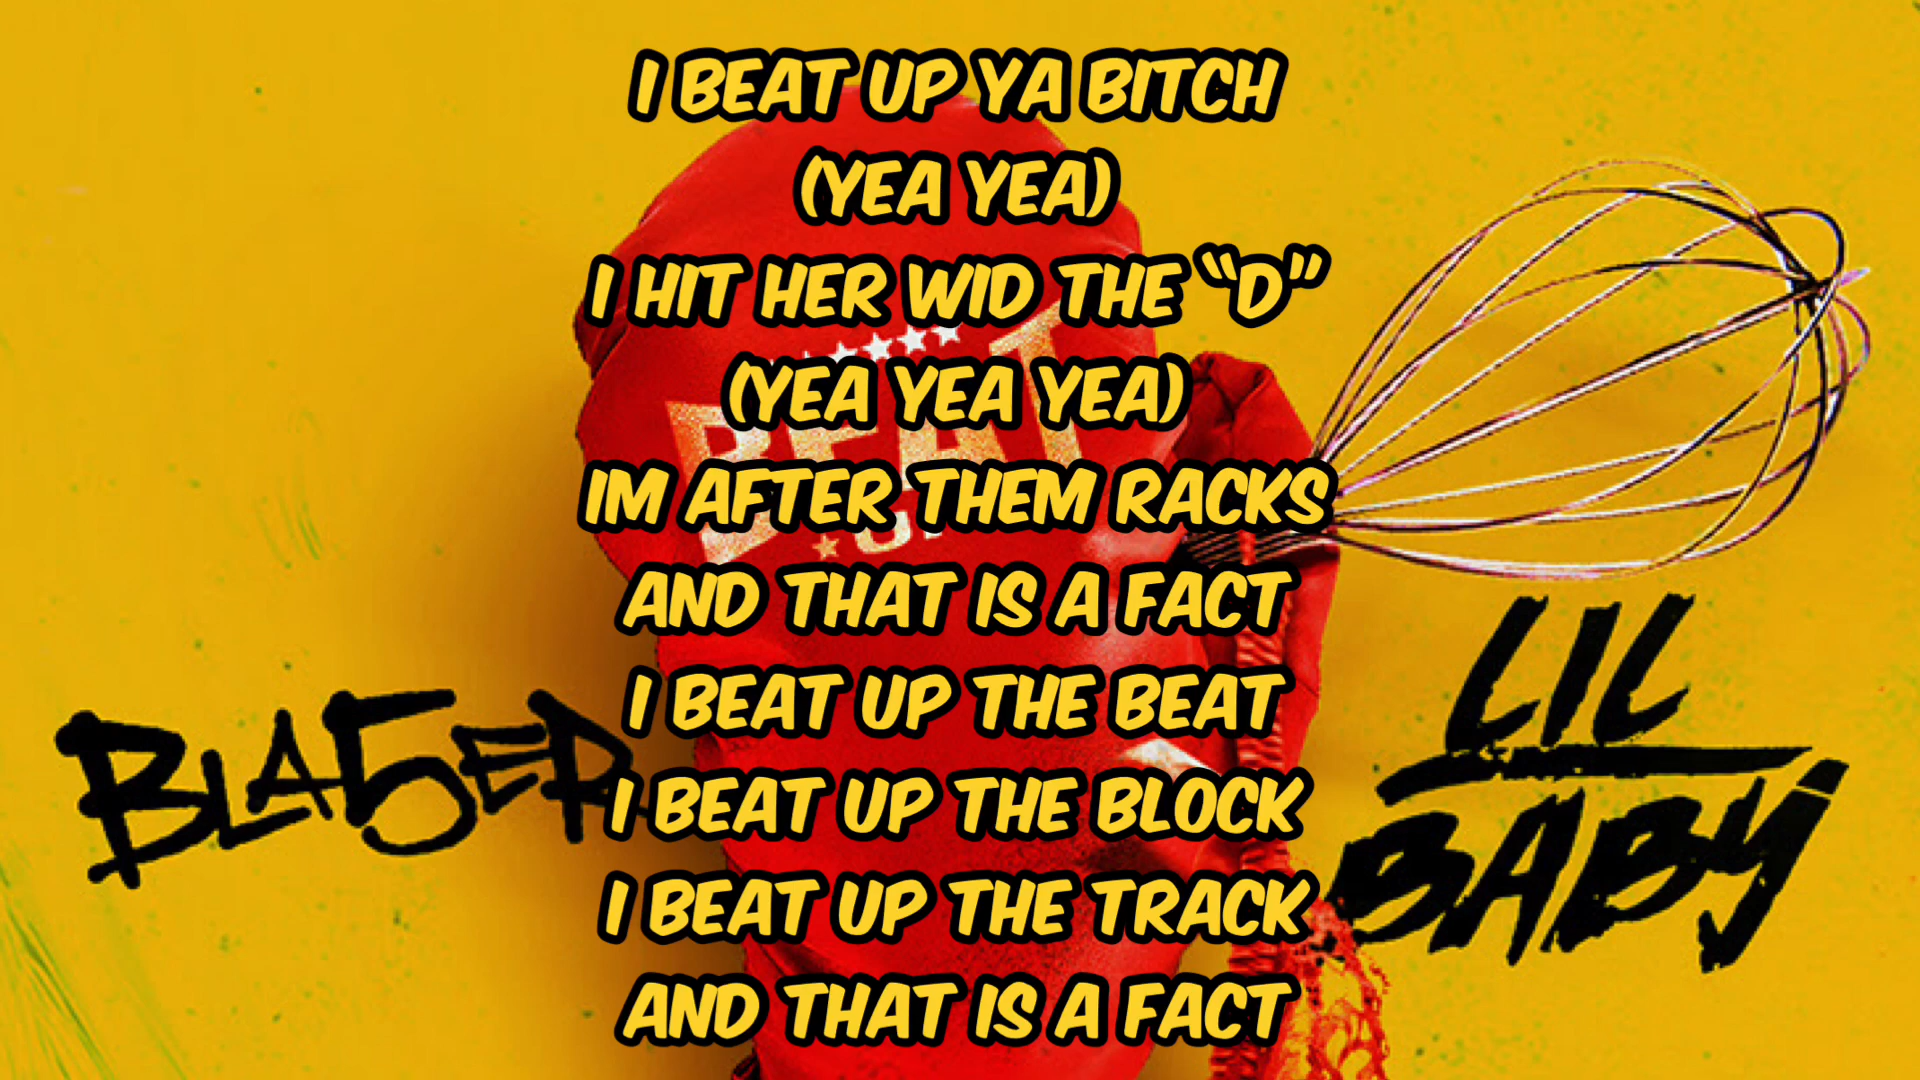 I BEAT UP YA BITCH
(YEA YEA)
I HIT HER WID THE “D”
(YEA YEA YEA)
IM AFTER THEM RACKS
AND THAT IS A FACT
I BEAT UP THE BEAT
I BEAT UP THE BLOCK
I BEAT UP THE TRACK
AND THAT IS A FACT
BEAT
BLA5ER
LIL
BABY